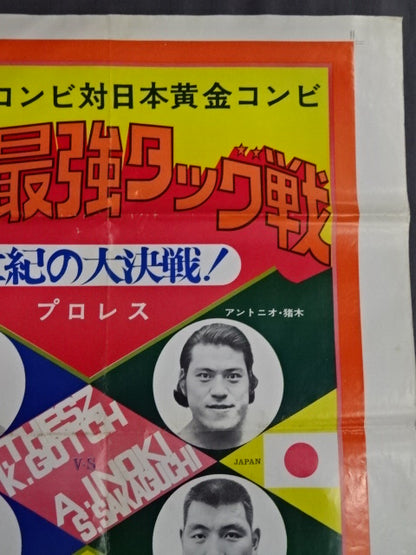 コンビ対日本黄金コンビ
最強タッグ戦
紀の大決戦!
プロレス
アントニオ・猪木
THESZ
K.GOTCH
VS
A.INOKI
S.SAKAGUCHI
JAPAN